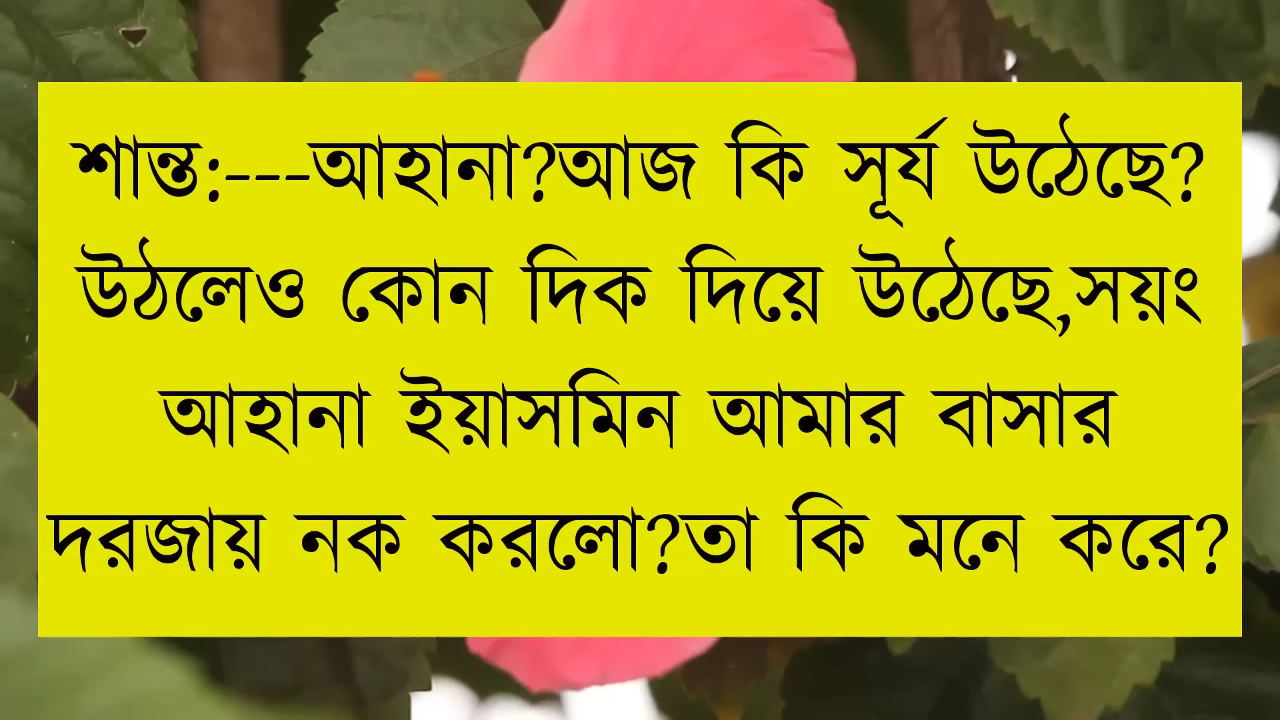 শান্ত:---আহানা?আজ কি সূর্য উঠেছে?
উঠলেও কোন দিক দিয়ে উঠেছে,সয়ং
আহানা ইয়াসমিন আমার বাসার
দরজায় নক করলো?তা কি মনে করে?